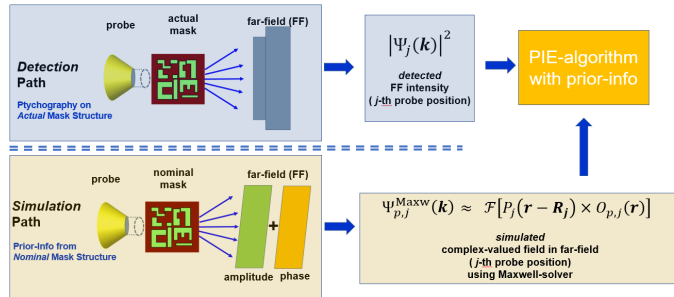 probe
actual
mask
far-field (FF)
Detection
Path
Ptychography on
Actual Mask Structure
|Ψj(k)|²
detected
FF intensity
( j-th probe position)
PIE-algorithm
with prior-info
probe
nominal
mask
far-field (FF)
Simulation
Path
Prior-Info from
Nominal Mask Structure
+
amplitude
phase
Ψp,j^Maxw(k) ≈ ℱ[Pj(r − Rj) × Op,j(r)]
simulated
complex-valued field in far-field
( j-th probe position)
using Maxwell-solver